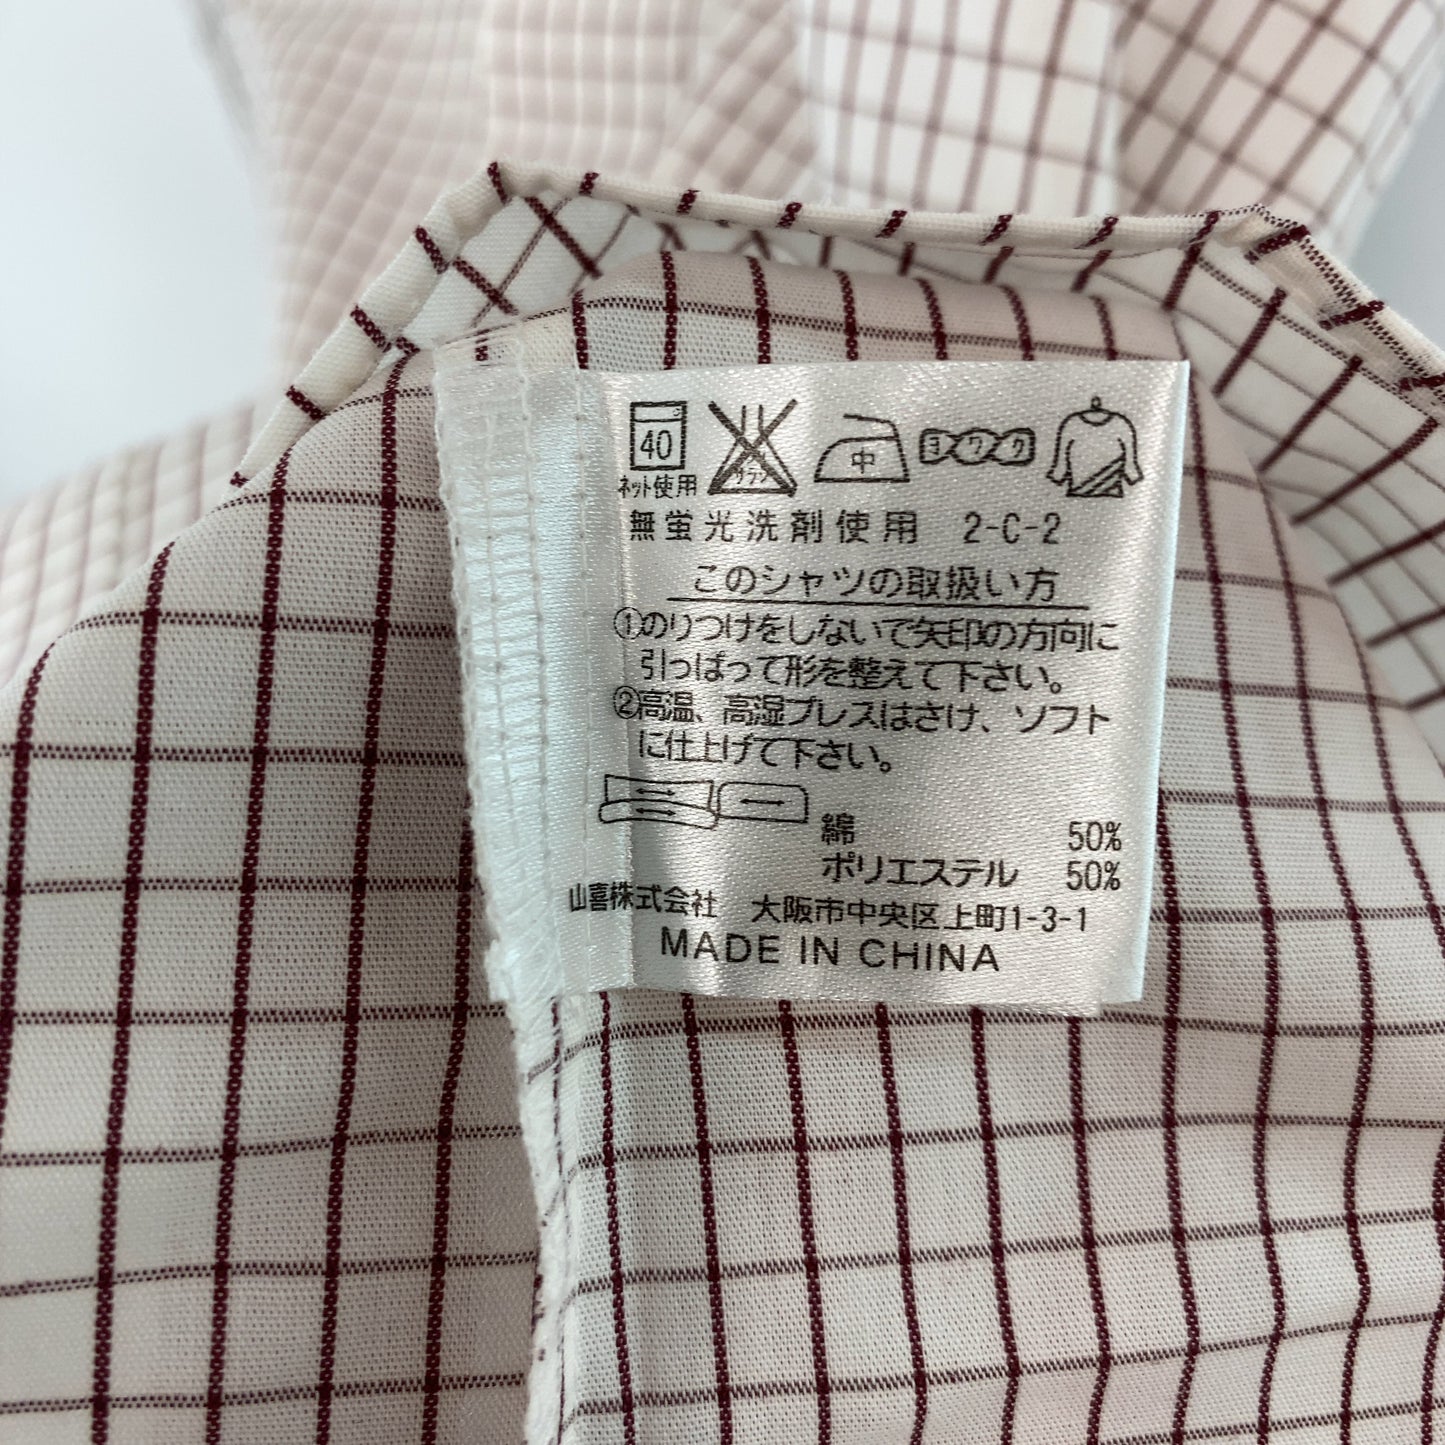 40
ネット使用
中
ヨワク
無蛍光洗剤使用 2-C-2
このシャツの取扱い方
①のりつけをしないで矢印の方向に
引っぱって形を整えて下さい。
②高温、高湿プレスはさけ、ソフト
に仕上げて下さい。
綿 50%
ポリエステル 50%
山喜株式会社 大阪市中央区上町1-3-1
MADE IN CHINA